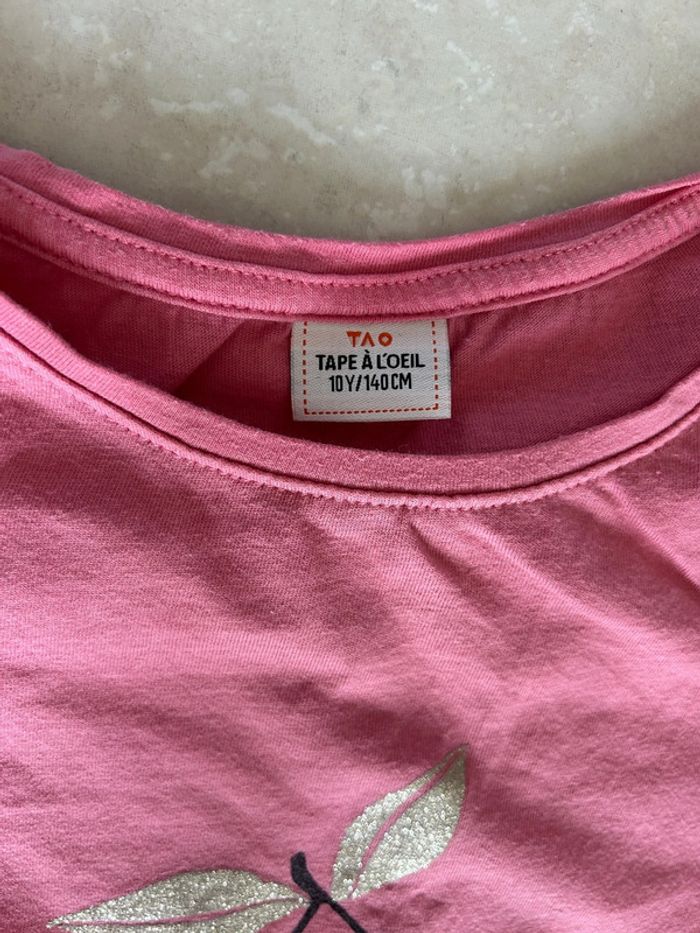 TAO
TAPE À L'OEIL
10Y/140CM